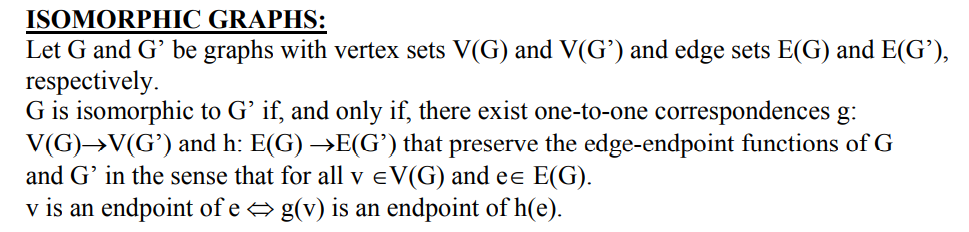 ISOMORPHIC GRAPHS:
Let G and G’ be graphs with vertex sets V(G) and V(G’) and edge sets E(G) and E(G’),
respectively.
G is isomorphic to G’ if, and only if, there exist one-to-one correspondences g:
V(G)→V(G’) and h: E(G) →E(G’) that preserve the edge-endpoint functions of G
and G’ in the sense that for all v ∈V(G) and e∈ E(G).
v is an endpoint of e ⇔ g(v) is an endpoint of h(e).